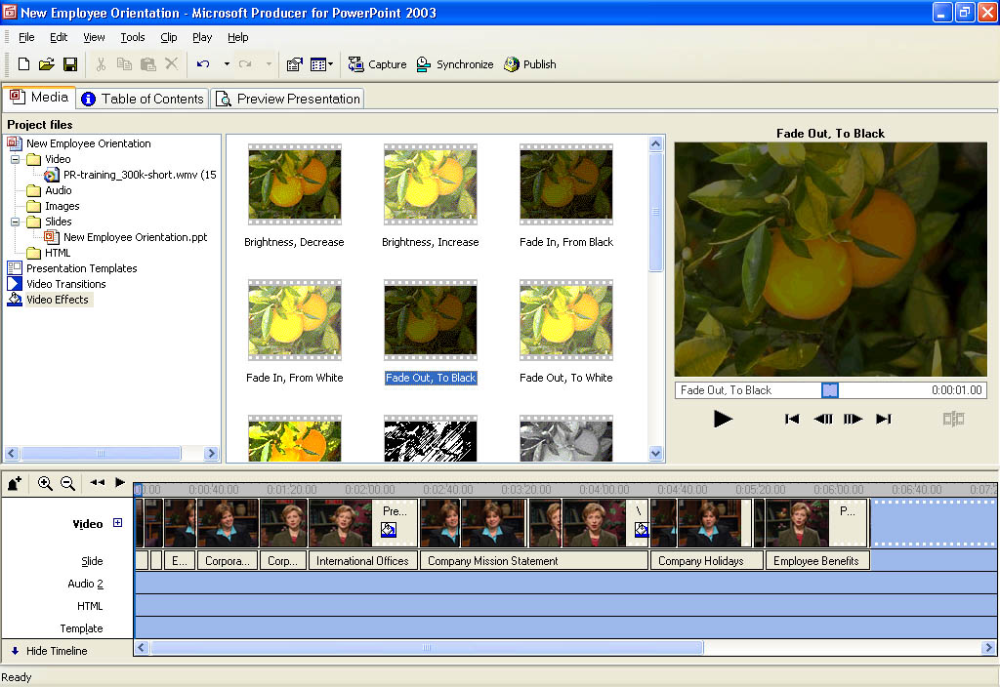 New Employee Orientation - Microsoft Producer for PowerPoint 2003
File Edit View Tools Clip Play Help
Capture Synchronize Publish
Media Table of Contents Preview Presentation
Project files
New Employee Orientation
Video
PR-training_300k-short.wmv (15
Audio
Images
Slides
New Employee Orientation.ppt
HTML
Presentation Templates
Video Transitions
Video Effects
Brightness, Decrease Brightness, Increase Fade In, From Black
Fade In, From White Fade Out, To Black Fade Out, To White
Fade Out, To Black
Fade Out, To Black 0:00:01.00
00.00 0:00:40.00 0:01:20.00 0:02:00.00 0:02:40.00 0:03:20.00 0:04:00.00 0:04:40.00 0:05:20.00 0:06:00.00 0:06:40.00 0:07:2
Video Pre... \ P...
Slide E... Corpora... Corp... International Offices Company Mission Statement Company Holidays Employee Benefits
Audio 2
HTML
Template
Hide Timeline
Ready